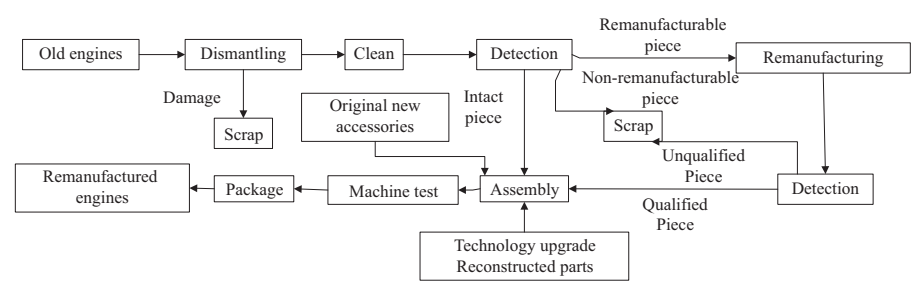 Remanufacturable
piece
Old engines
Dismantling
Clean
Detection
Remanufacturing
Non-remanufacturable
piece
Damage
Intact
piece
Original new
accessories
Scrap
Scrap
Unqualified
Piece
Remanufactured
engines
Package
Machine test
Assembly
Detection
Qualified
Piece
Technology upgrade
Reconstructed parts